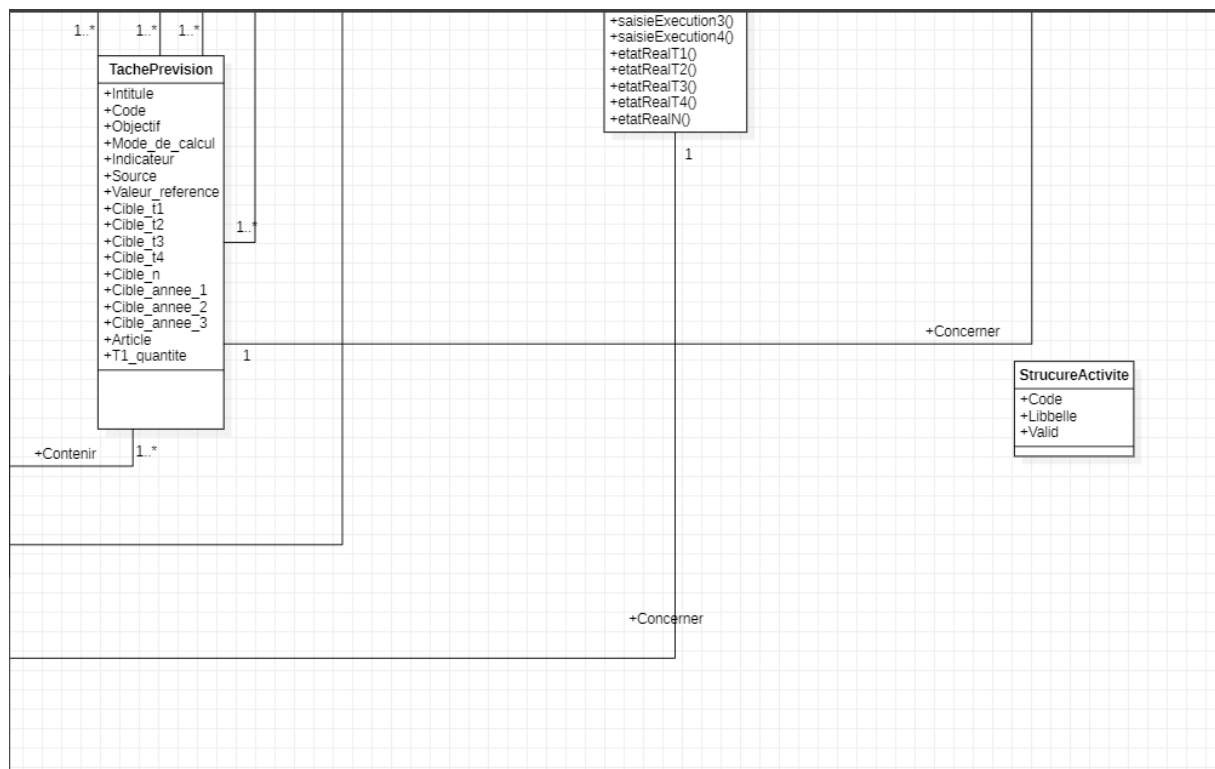 1..*
1..*
1..*
TachePrevision
+Intitule
+Code
+Objectif
+Mode_de_calcul
+Indicateur
+Source
+Valeur_reference
+Cible_t1
+Cible_t2
+Cible_t3
+Cible_t4
+Cible_n
+Cible_annee_1
+Cible_annee_2
+Cible_annee_3
+Article
+T1_quantite
1..*
1
+Contenir
1..*
+saisieExecution3()
+saisieExecution4()
+etatRealT1()
+etatRealT2()
+etatRealT3()
+etatRealT4()
+etatRealN()
1
+Concerner
StrucureActivite
+Code
+Libbelle
+Valid
+Concerner